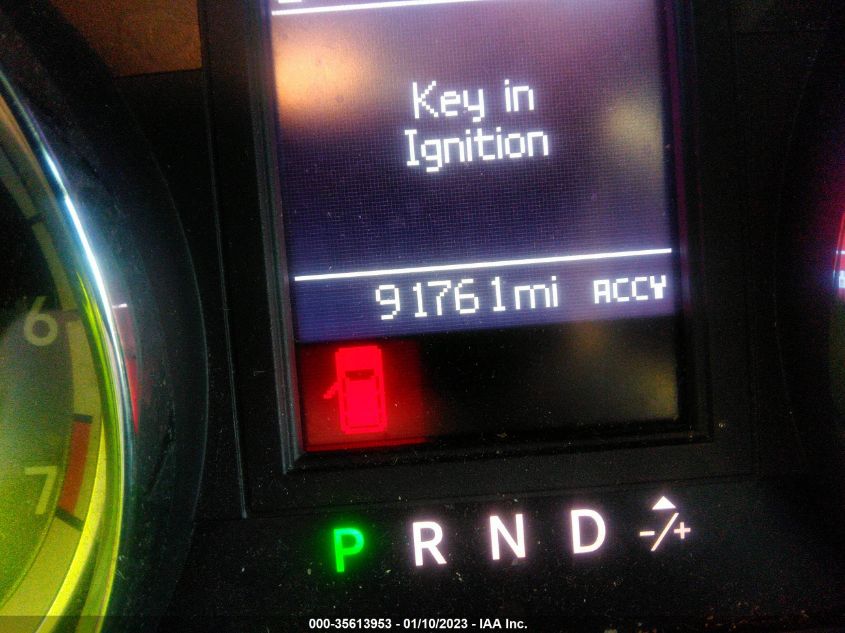 Key in
Ignition
91761mi ACCY
6
7
P R N D -/+
000-35613953 - 01/10/2023 - IAA Inc.